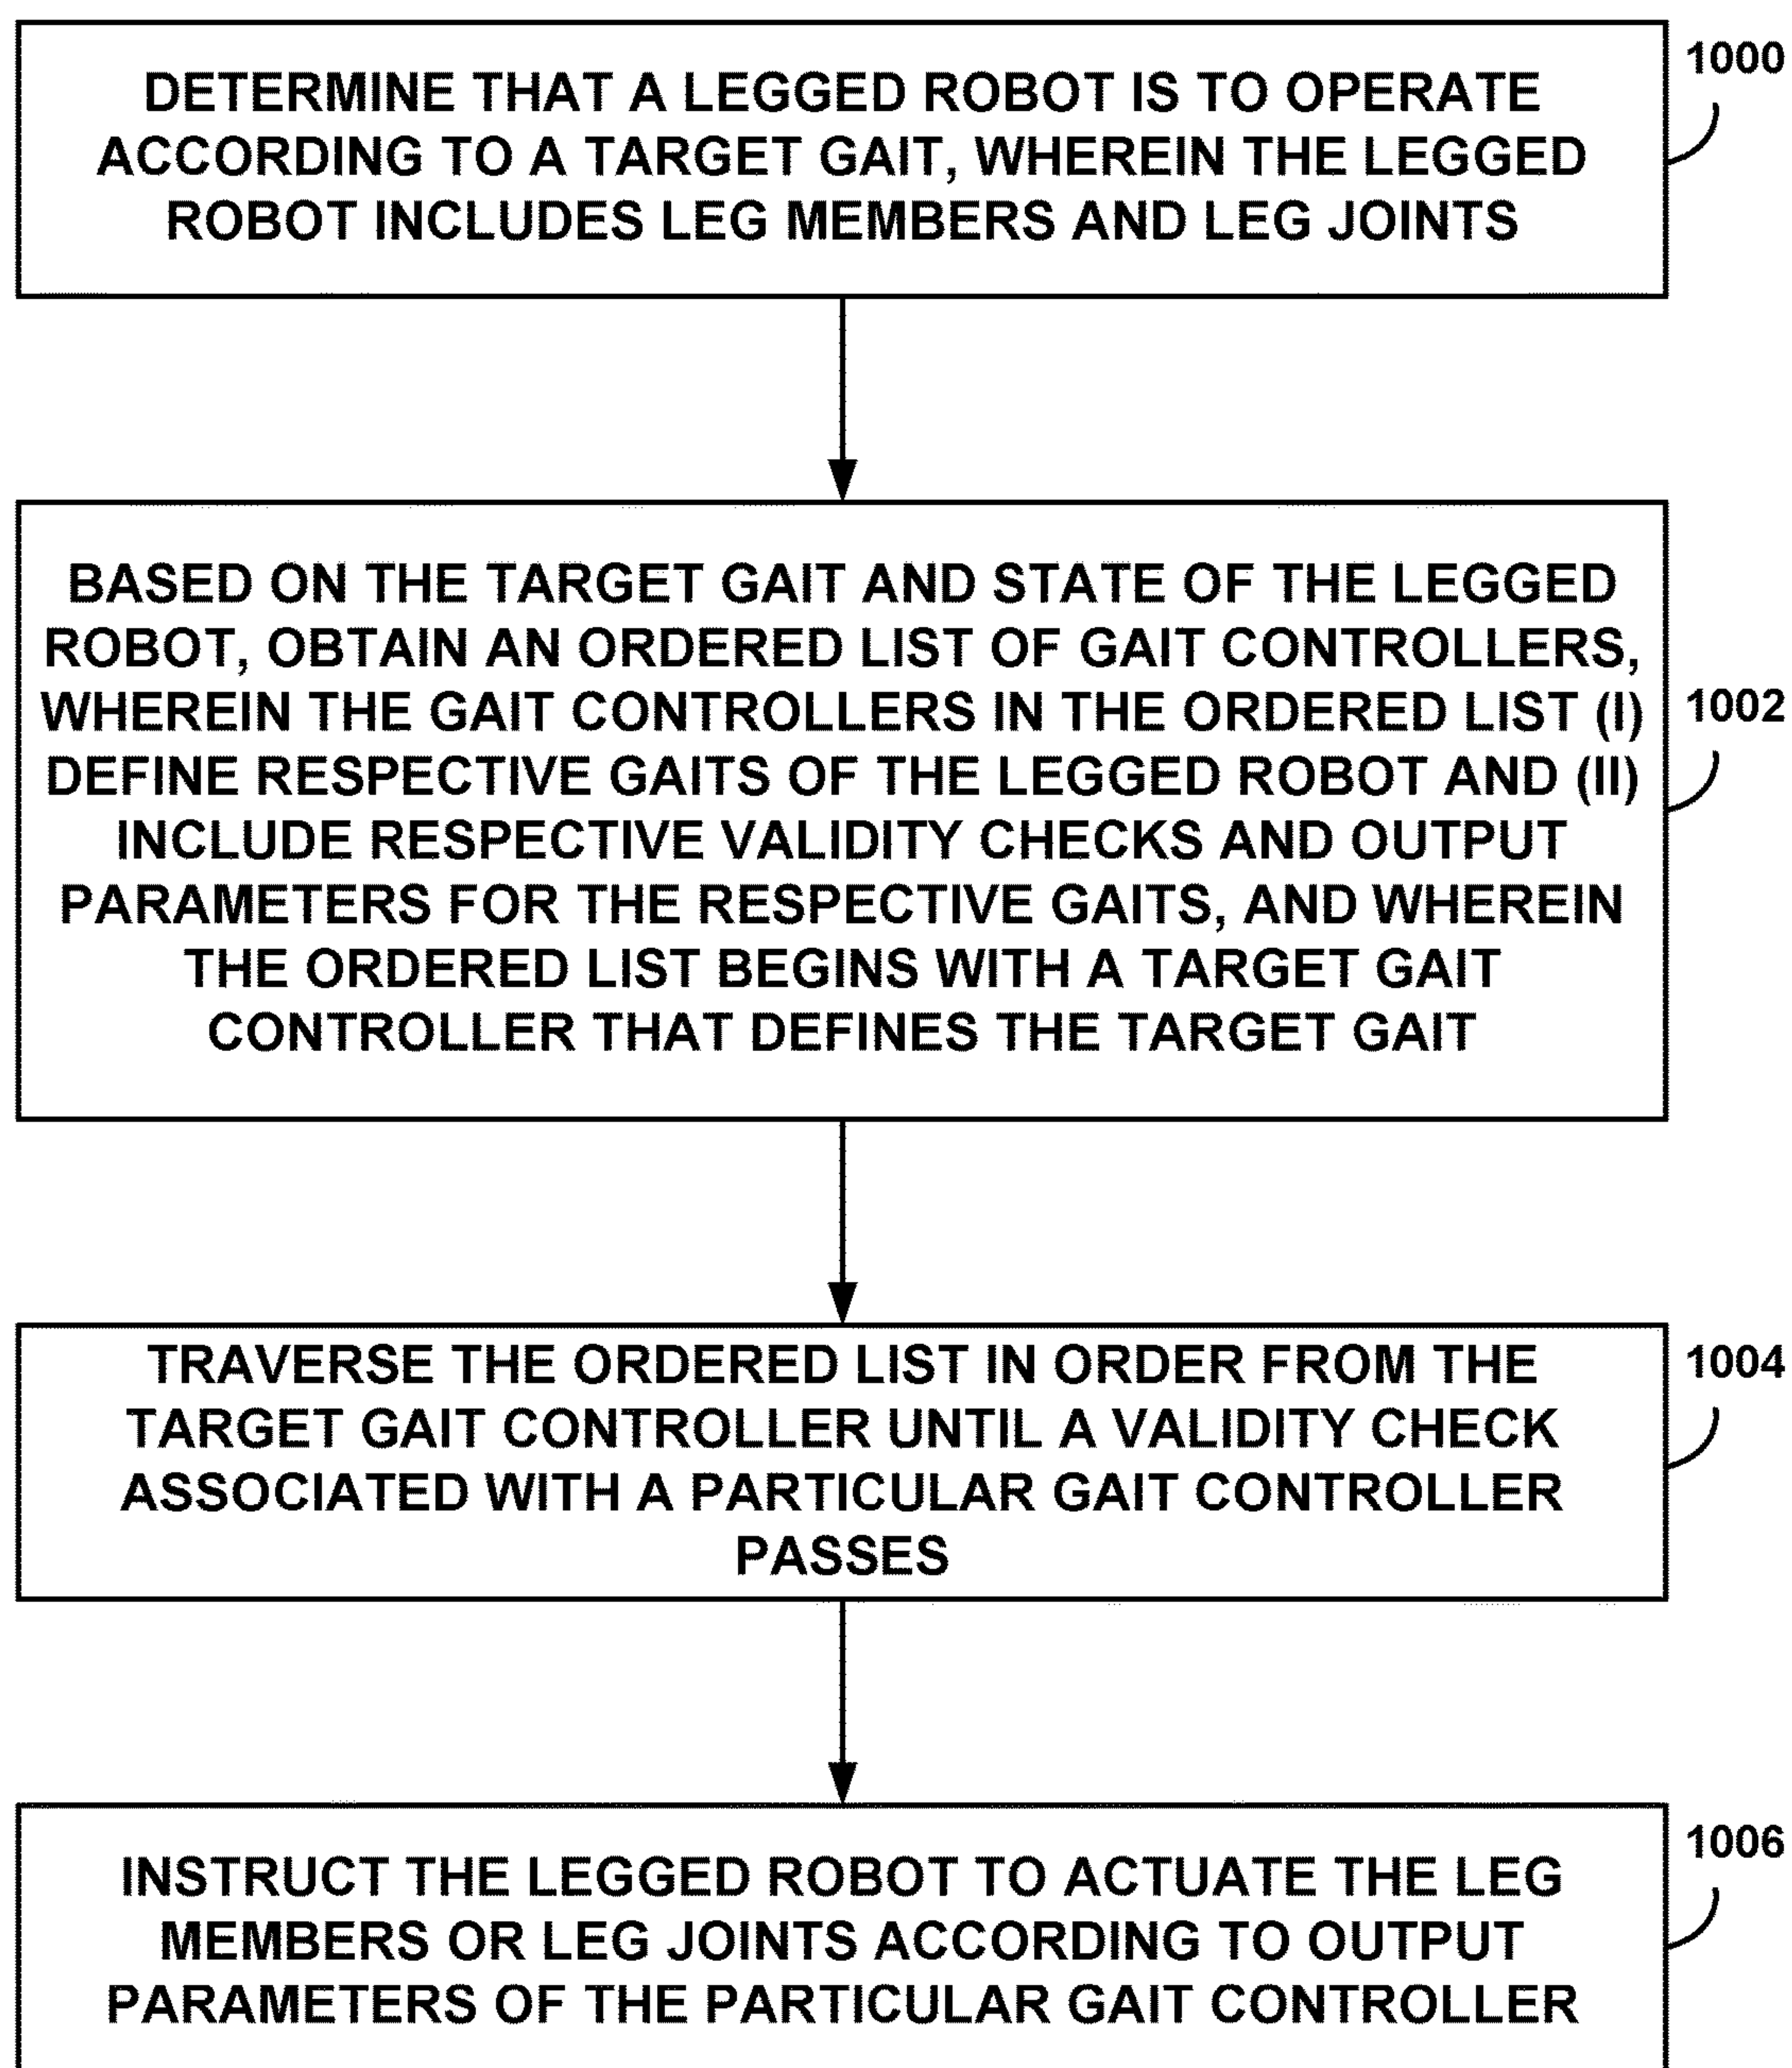 DETERMINE THAT A LEGGED ROBOT IS TO OPERATE
ACCORDING TO A TARGET GAIT, WHEREIN THE LEGGED
ROBOT INCLUDES LEG MEMBERS AND LEG JOINTS
1000
BASED ON THE TARGET GAIT AND STATE OF THE LEGGED
ROBOT, OBTAIN AN ORDERED LIST OF GAIT CONTROLLERS,
WHEREIN THE GAIT CONTROLLERS IN THE ORDERED LIST (I)
DEFINE RESPECTIVE GAITS OF THE LEGGED ROBOT AND (II)
INCLUDE RESPECTIVE VALIDITY CHECKS AND OUTPUT
PARAMETERS FOR THE RESPECTIVE GAITS, AND WHEREIN
THE ORDERED LIST BEGINS WITH A TARGET GAIT
CONTROLLER THAT DEFINES THE TARGET GAIT
1002
TRAVERSE THE ORDERED LIST IN ORDER FROM THE
TARGET GAIT CONTROLLER UNTIL A VALIDITY CHECK
ASSOCIATED WITH A PARTICULAR GAIT CONTROLLER
PASSES
1004
INSTRUCT THE LEGGED ROBOT TO ACTUATE THE LEG
MEMBERS OR LEG JOINTS ACCORDING TO OUTPUT
PARAMETERS OF THE PARTICULAR GAIT CONTROLLER
1006